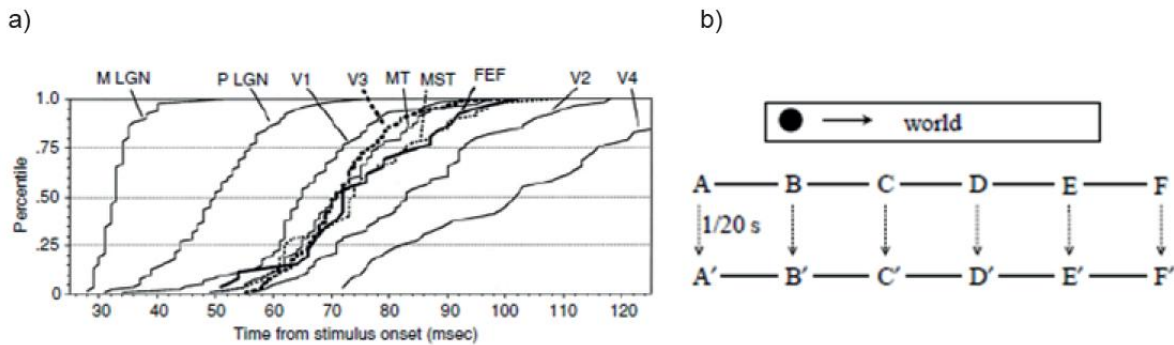 a)
b)
M LGN P LGN V1 V3 MT MST FEF V2 V4
1.0
.75
.50
.25
0
Percentile
30 40 50 60 70 80 90 100 110 120
Time from stimulus onset (msec)
world
A B C D E F
1/20 s
A′ B′ C′ D′ E′ F′